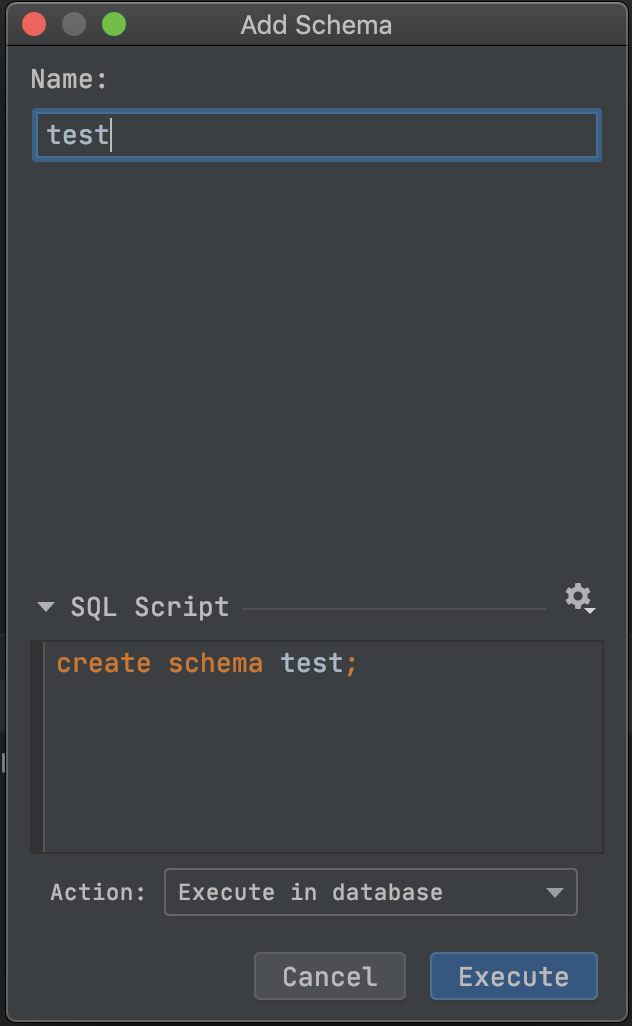 Add Schema
Name:
test
SQL Script
create schema test;
Action: Execute in database
Cancel Execute